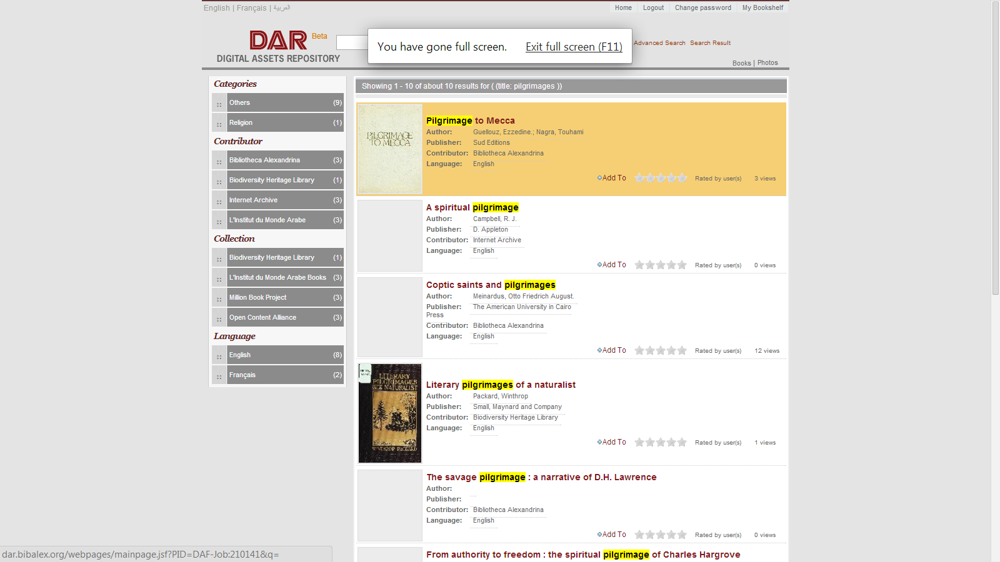 English | Français | العربية
Home Logout Change password My Bookshelf
DAR Beta
DIGITAL ASSETS REPOSITORY
You have gone full screen. Exit full screen (F11)
Advanced Search Search Result
Books | Photos
Categories
Others (9)
Religion (1)
Contributor
Bibliotheca Alexandrina (3)
Biodiversity Heritage Library (1)
Internet Archive (3)
L'Institut du Monde Arabe (3)
Collection
Biodiversity Heritage Library (1)
L'Institut du Monde Arabe Books (3)
Million Book Project (3)
Open Content Alliance (3)
Language
English (8)
Français (2)
Showing 1 - 10 of about 10 results for ( (title: pilgrimages ))
PILGRIMAGE
TO MECCA
Pilgrimage to Mecca
Author: Guellouz, Ezzedine.; Nagra, Touhami
Publisher: Sud Editions
Contributor: Bibliotheca Alexandrina
Language: English
Add To Rated by user(s) 3 views
A spiritual pilgrimage
Author: Campbell, R. J.
Publisher: D. Appleton
Contributor: Internet Archive
Language: English
Add To Rated by user(s) 0 views
Coptic saints and pilgrimages
Author: Meinardus, Otto Friedrich August.
Publisher: The American University in Cairo
Press
Contributor: Bibliotheca Alexandrina
Language: English
Add To Rated by user(s) 12 views
LITERARY
PILGRIMAGES
NATURALIST
WINTHROP PACKARD
Literary pilgrimages of a naturalist
Author: Packard, Winthrop
Publisher: Small, Maynard and Company
Contributor: Biodiversity Heritage Library
Language: English
Add To Rated by user(s) 1 views
The savage pilgrimage : a narrative of D.H. Lawrence
Author:
Publisher:
Contributor: Bibliotheca Alexandrina
Language: English
Add To Rated by user(s) 0 views
From authority to freedom : the spiritual pilgrimage of Charles Hargrove
dar.bibalex.org/webpages/mainpage.jsf?PID=DAF-Job:210141&q=